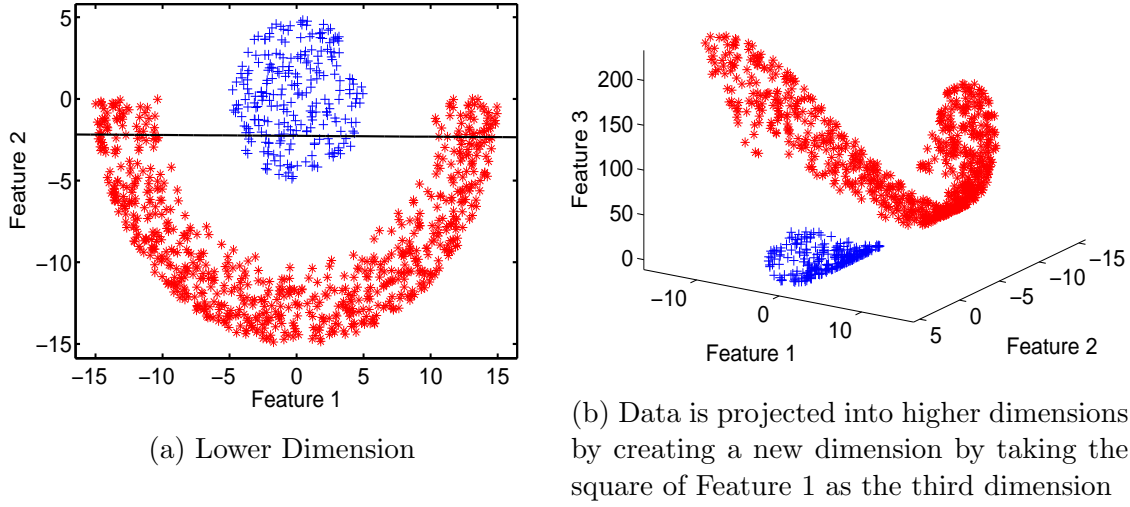 5
0
−5
−10
−15
Feature 2
−15 −10 −5 0 5 10 15
Feature 1
(a) Lower Dimension
200
150
100
50
0
Feature 3
−10
0
10
Feature 1
5
0
−5
−10
−15
Feature 2
(b) Data is projected into higher dimensions
by creating a new dimension by taking the
square of Feature 1 as the third dimension